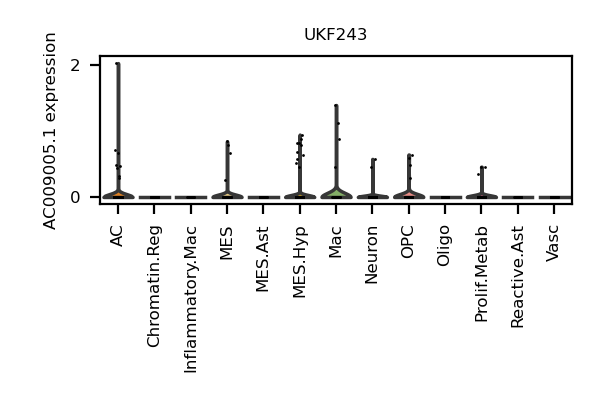 UKF243
AC009005.1 expression
2
0
AC
Chromatin.Reg
Inflammatory.Mac
MES
MES.Ast
MES.Hyp
Mac
Neuron
OPC
Oligo
Prolif.Metab
Reactive.Ast
Vasc